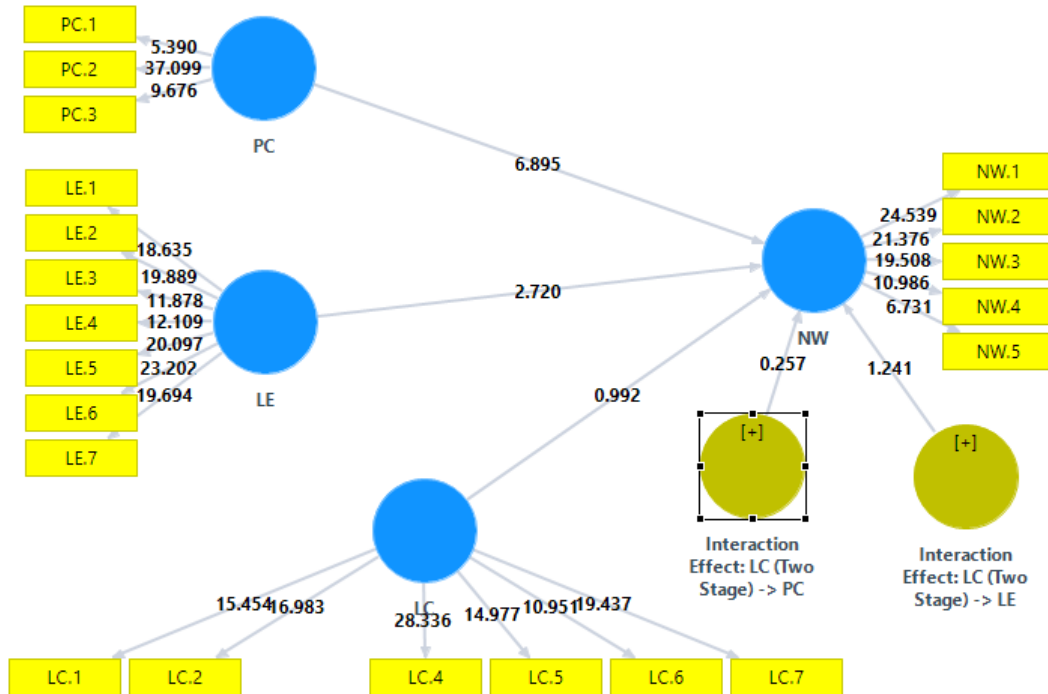 PC.1
PC.2
PC.3
5.390
37.099
9.676
PC
6.895
LE.1
LE.2
LE.3
LE.4
LE.5
LE.6
LE.7
18.635
19.889
11.878
12.109
20.097
23.202
19.694
LE
2.720
NW.1
NW.2
NW.3
NW.4
NW.5
24.539
21.376
19.508
10.986
6.731
NW
0.257
1.241
0.992
[+]
Interaction
Effect: LC (Two
Stage) -> PC
[+]
Interaction
Effect: LC (Two
Stage) -> LE
LC
15.454
16.983
28.336
14.977
10.951
19.437
LC.1
LC.2
LC.4
LC.5
LC.6
LC.7